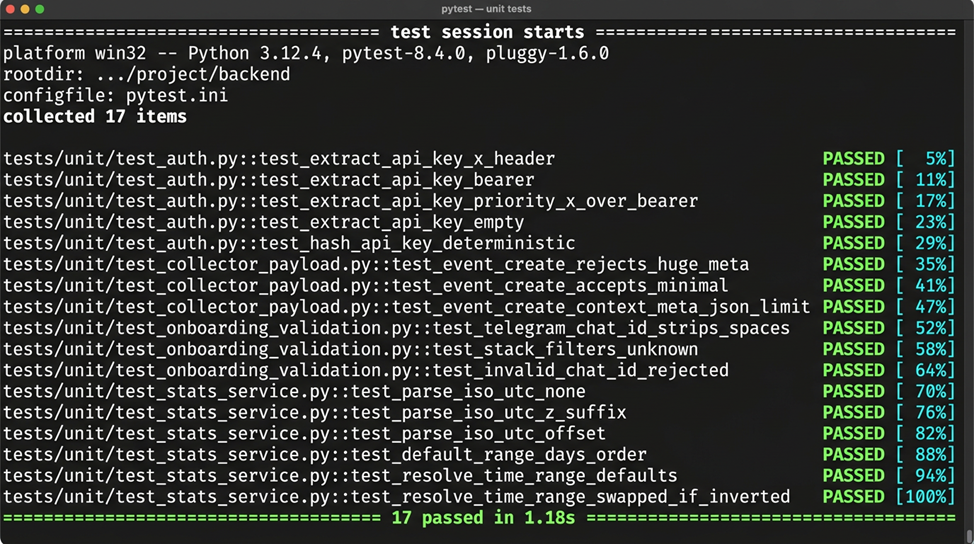 pytest — unit tests
===================================== test session starts =====================================
platform win32 -- Python 3.12.4, pytest-8.4.0, pluggy-1.6.0
rootdir: .../project/backend
configfile: pytest.ini
collected 17 items
tests/unit/test_auth.py::test_extract_api_key_x_header PASSED [  5%]
tests/unit/test_auth.py::test_extract_api_key_bearer PASSED [ 11%]
tests/unit/test_auth.py::test_extract_api_key_priority_x_over_bearer PASSED [ 17%]
tests/unit/test_auth.py::test_extract_api_key_empty PASSED [ 23%]
tests/unit/test_auth.py::test_hash_api_key_deterministic PASSED [ 29%]
tests/unit/test_collector_payload.py::test_event_create_rejects_huge_meta PASSED [ 35%]
tests/unit/test_collector_payload.py::test_event_create_accepts_minimal PASSED [ 41%]
tests/unit/test_collector_payload.py::test_event_create_context_meta_json_limit PASSED [ 47%]
tests/unit/test_onboarding_validation.py::test_telegram_chat_id_strips_spaces PASSED [ 52%]
tests/unit/test_onboarding_validation.py::test_stack_filters_unknown PASSED [ 58%]
tests/unit/test_onboarding_validation.py::test_invalid_chat_id_rejected PASSED [ 64%]
tests/unit/test_stats_service.py::test_parse_iso_utc_none PASSED [ 70%]
tests/unit/test_stats_service.py::test_parse_iso_utc_z_suffix PASSED [ 76%]
tests/unit/test_stats_service.py::test_parse_iso_utc_offset PASSED [ 82%]
tests/unit/test_stats_service.py::test_default_range_days_order PASSED [ 88%]
tests/unit/test_stats_service.py::test_resolve_time_range_defaults PASSED [ 94%]
tests/unit/test_stats_service.py::test_resolve_time_range_swapped_if_inverted PASSED [100%]
===================================== 17 passed in 1.18s =====================================